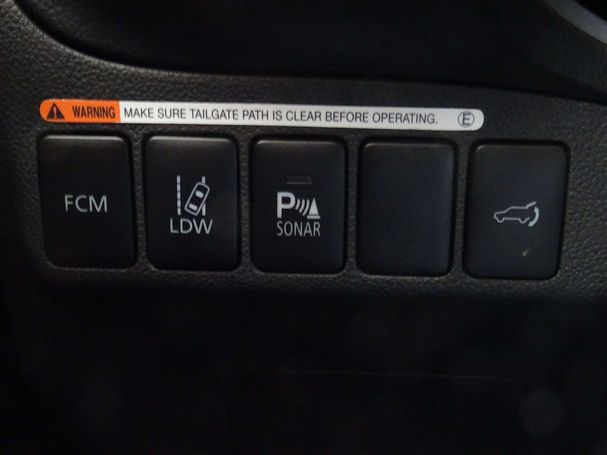 WARNING MAKE SURE TAILGATE PATH IS CLEAR BEFORE OPERATING. E
FCM
LDW
P
SONAR